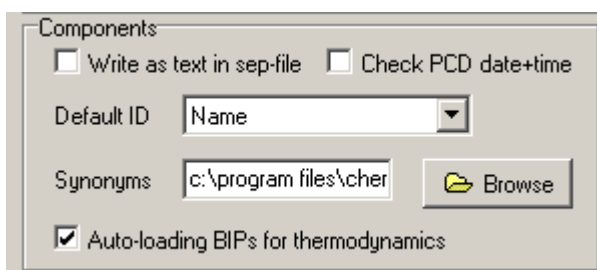 Components
Write as text in sep-file Check PCD date+time
Default ID Name
Synonyms c:\program files\cher Browse
Auto-loading BIPs for thermodynamics